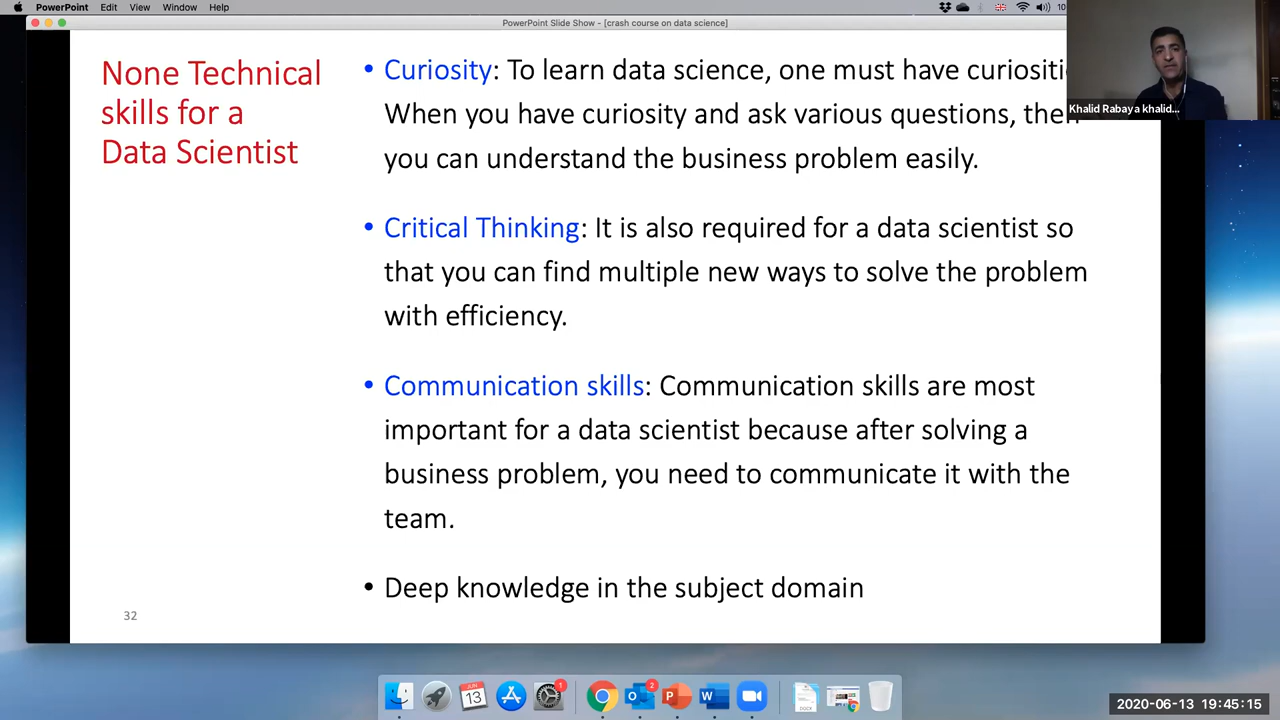 PowerPoint Edit View Window Help
PowerPoint Slide Show - [crash course on data science]
None Technical
skills for a
Data Scientist
• Curiosity: To learn data science, one must have
When you have curiosity and ask various questions, then
you can understand the business problem easily.
• Critical Thinking: It is also required for a data scientist so
that you can find multiple new ways to solve the problem
with efficiency.
• Communication skills: Communication skills are most
important for a data scientist because after solving a
business problem, you need to communicate it with the
team.
• Deep knowledge in the subject domain
32
Khalid Rabaya khalid...
JUN
13
1
2
DOCX
2020-06-13 19:45:15